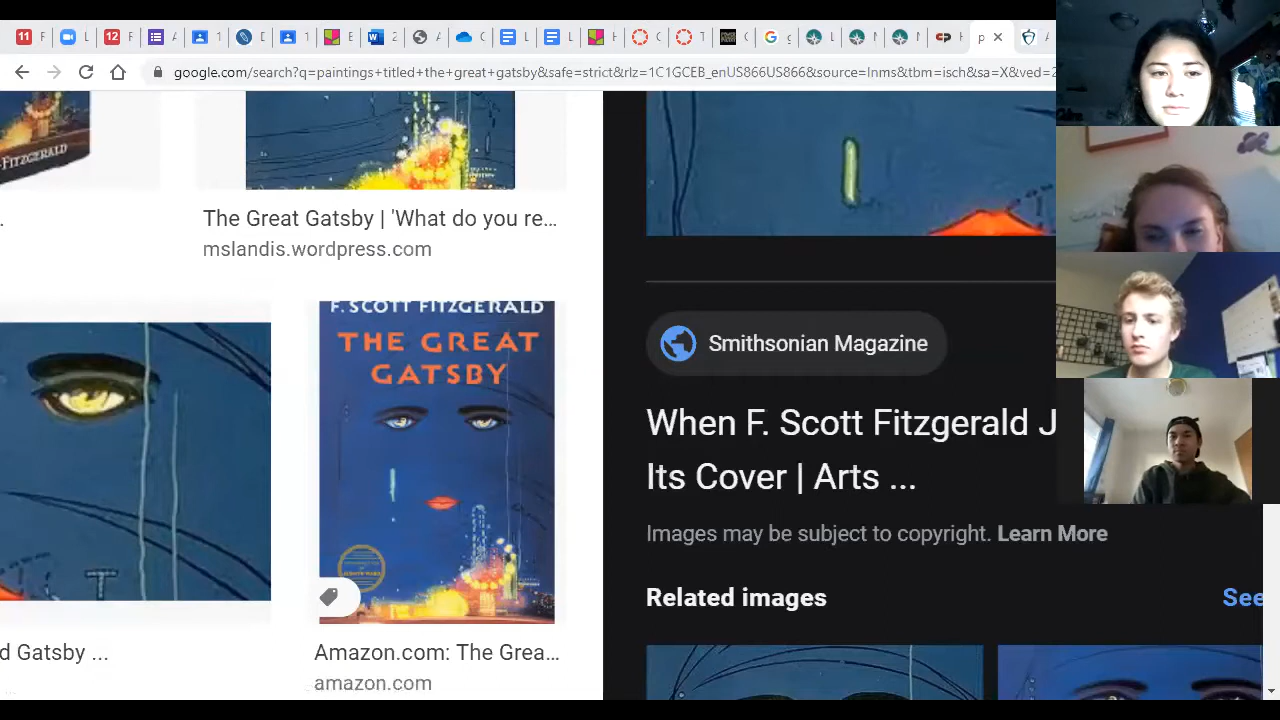 11
12
google.com/search?q=paintings+titled+the+great+gatsby&safe=strict&rlz=1C1GCEB_enUS866US866&source=lnms&tbm=isch&sa=X&ved=2
-FITZGERALD
The Great Gatsby | 'What do you re...
mslandis.wordpress.com
F. SCOTT FITZGERALD
THE GREAT
GATSBY
d Gatsby ...
Amazon.com: The Grea...
amazon.com
Smithsonian Magazine
When F. Scott Fitzgerald J
Its Cover | Arts ...
Images may be subject to copyright. Learn More
Related images
See